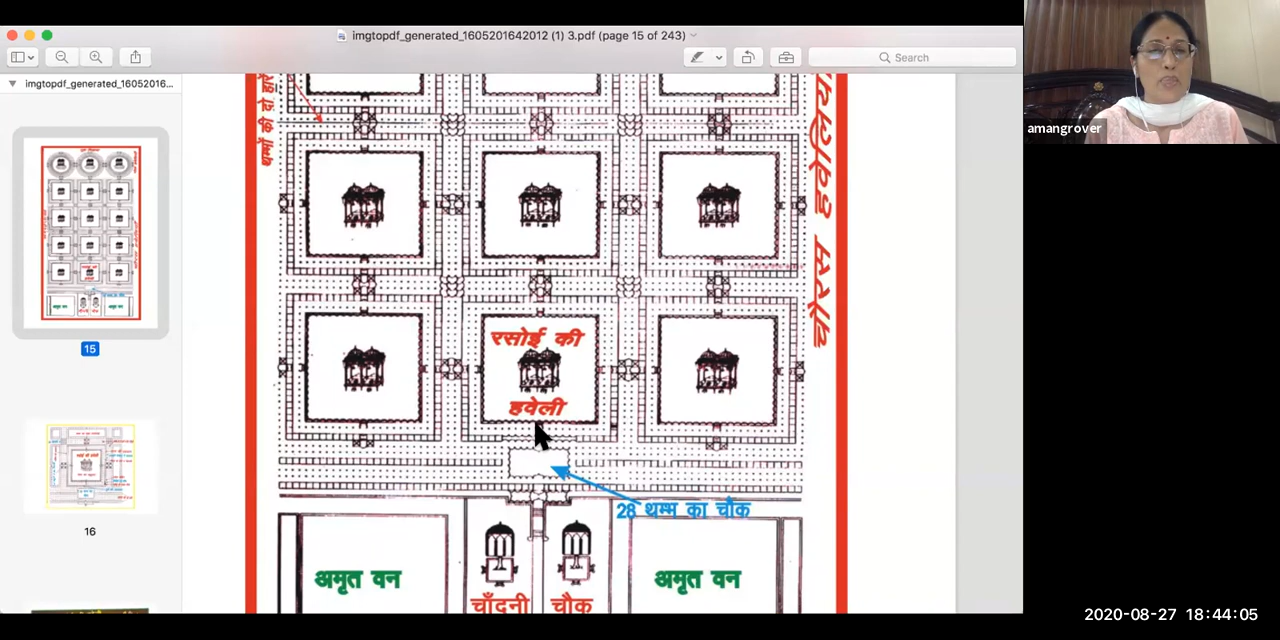 imgtopdf_generated_1605201642012 (1) 3.pdf (page 15 of 243)
Search
imgtopdf_generated_16052016...
15
16
थम्भों की दो हारें
चौरस हवेलियां
रसोई की
हवेली
28 थम्भ का चौक
अमृत वन
चाँदनी चौक
अमृत वन
amangrover
2020-08-27 18:44:05